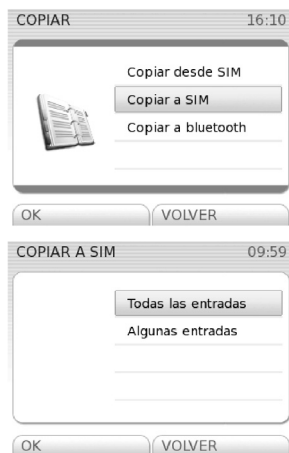 COPIAR 16:10
Copiar desde SIM
Copiar a SIM
Copiar a bluetooth
OK VOLVER
COPIAR A SIM 09:59
Todas las entradas
Algunas entradas
OK VOLVER